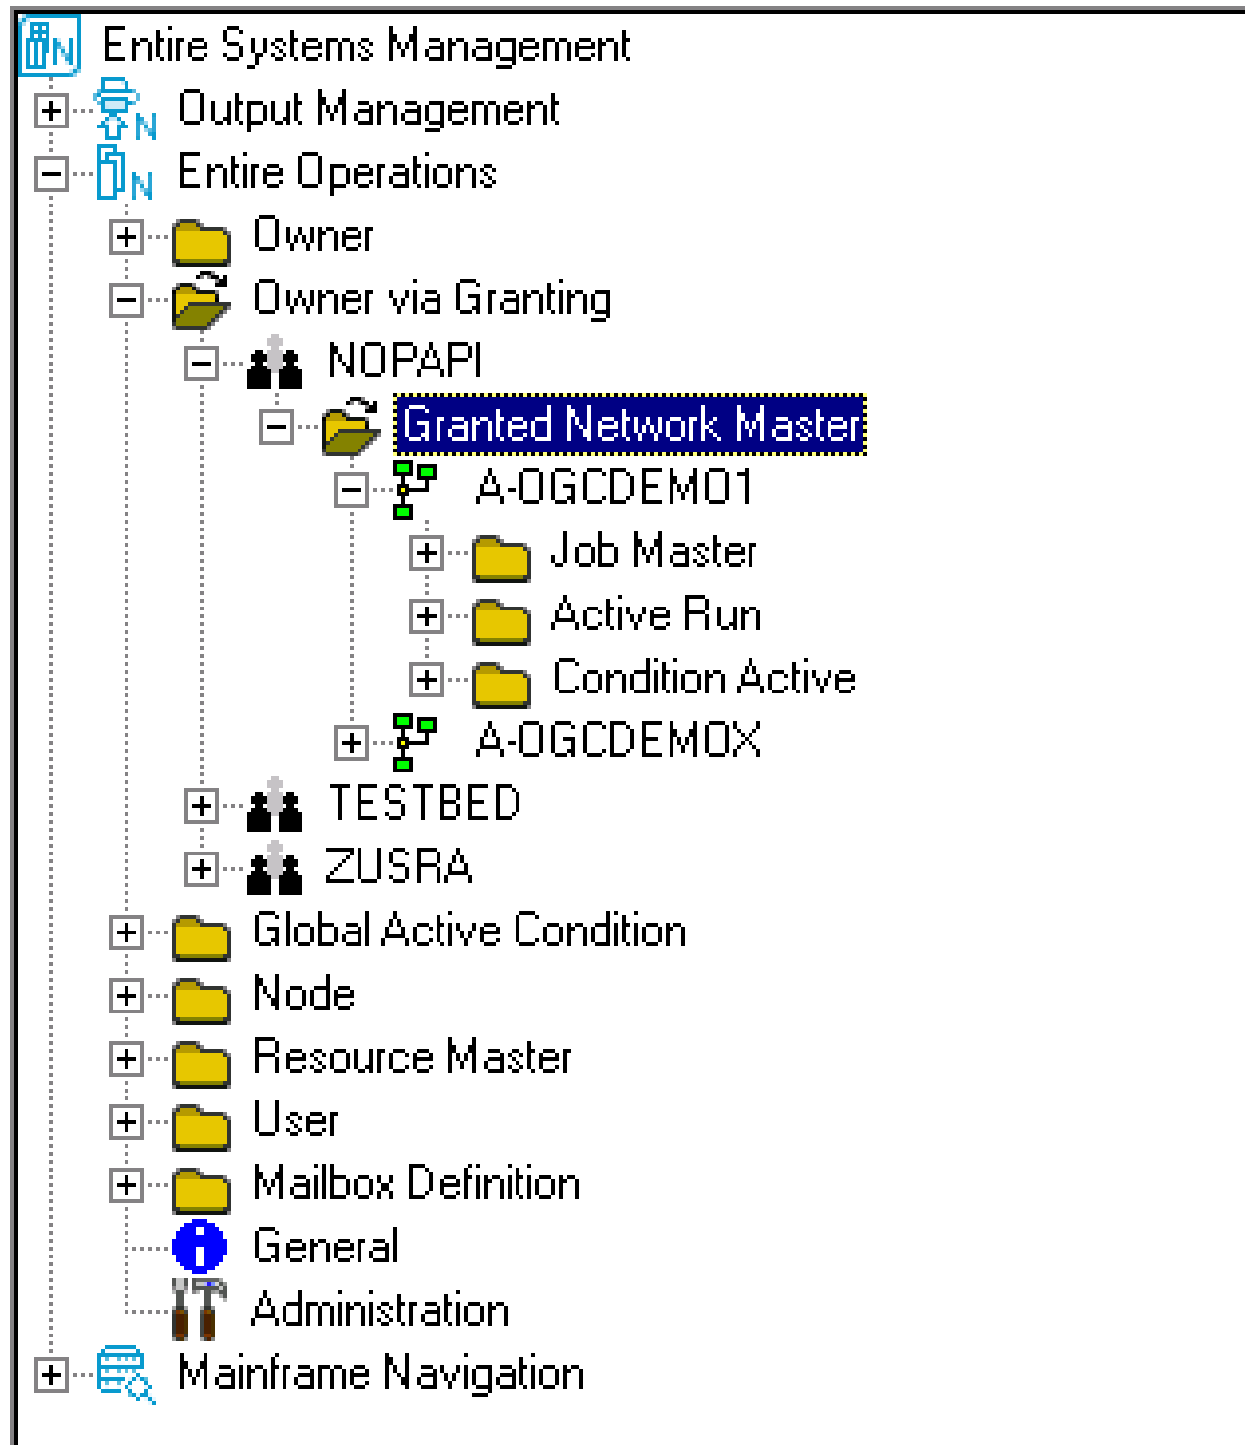 Entire Systems Management
Output Management
Entire Operations
Owner
Owner via Granting
NOPAPI
Granted Network Master
A-OGCDEMO1
Job Master
Active Run
Condition Active
A-OGCDEMOX
TESTBED
ZUSRA
Global Active Condition
Node
Resource Master
User
Mailbox Definition
General
Administration
Mainframe Navigation